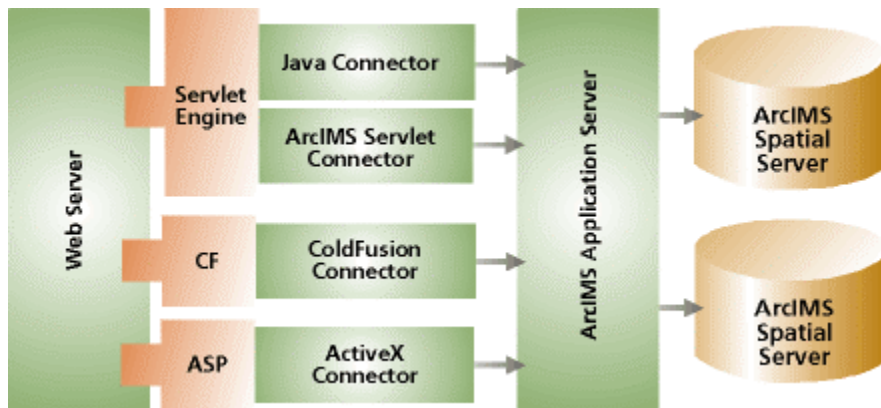 Web Server
Servlet
Engine
Java Connector
ArcIMS Servlet
Connector
CF
ColdFusion
Connector
ASP
ActiveX
Connector
ArcIMS Application Server
ArcIMS
Spatial
Server
ArcIMS
Spatial
Server